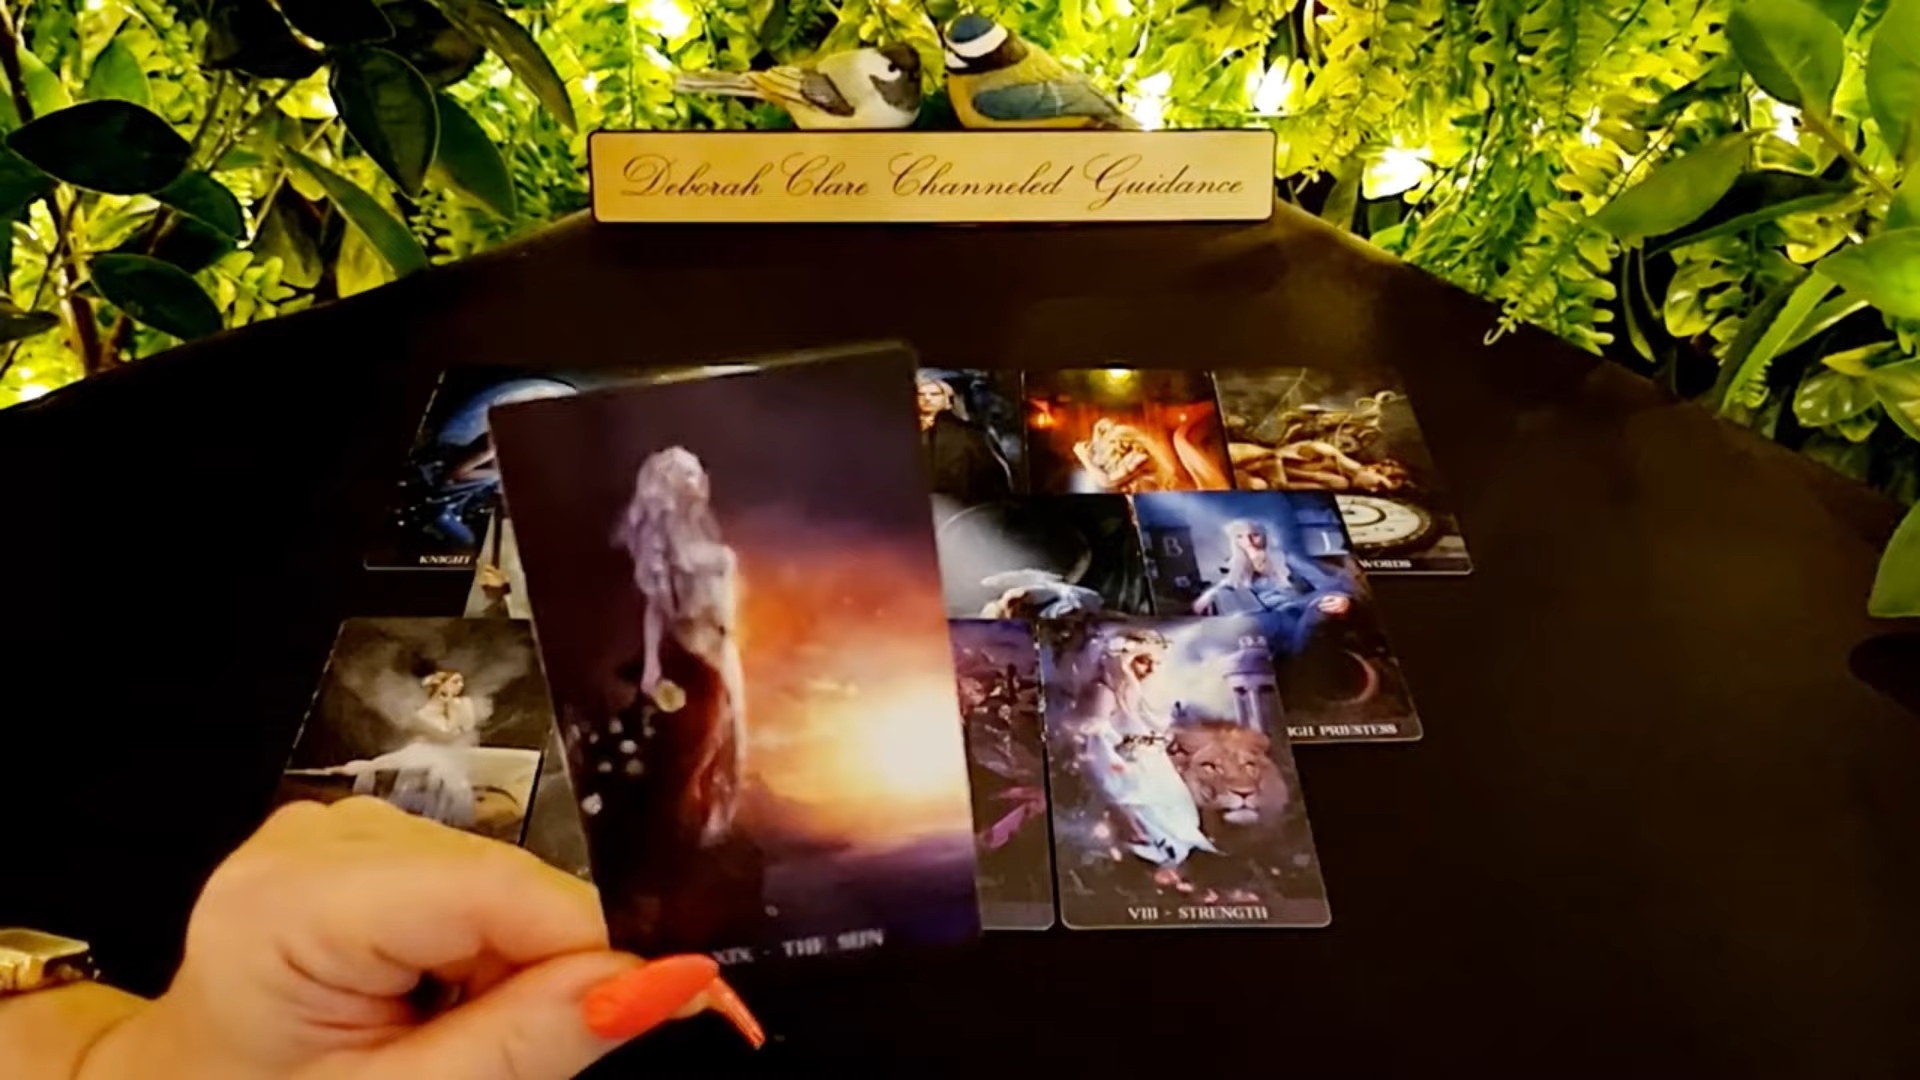 Deborah Clare Channeled Guidance
KNIGHT
WORDS
B J
IGH PRIESTESS
XIX - THE SUN
VIII - STRENGTH